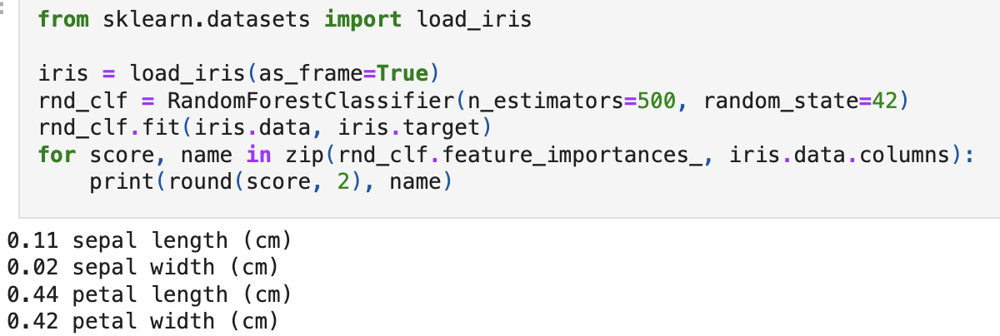 from sklearn.datasets import load_iris

iris = load_iris(as_frame=True)
rnd_clf = RandomForestClassifier(n_estimators=500, random_state=42)
rnd_clf.fit(iris.data, iris.target)
for score, name in zip(rnd_clf.feature_importances_, iris.data.columns):
    print(round(score, 2), name)
0.11 sepal length (cm)
0.02 sepal width (cm)
0.44 petal length (cm)
0.42 petal width (cm)